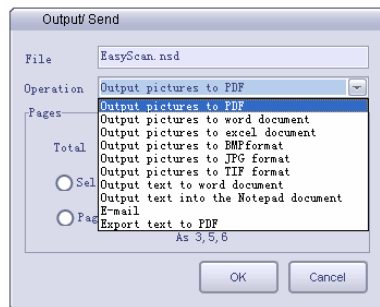 Output/ Send
File
EasyScan.nsd
Operation
Output pictures to PDF
Output pictures to PDF
Output pictures to word document
Output pictures to excel document
Output pictures to BMPformat
Output pictures to JPG format
Output pictures to TIF format
Output text to word document
Output text into the Notepad document
E-mail
Export text to PDF
Pages
Total
Sel
Pag
As 3,5,6
OK
Cancel